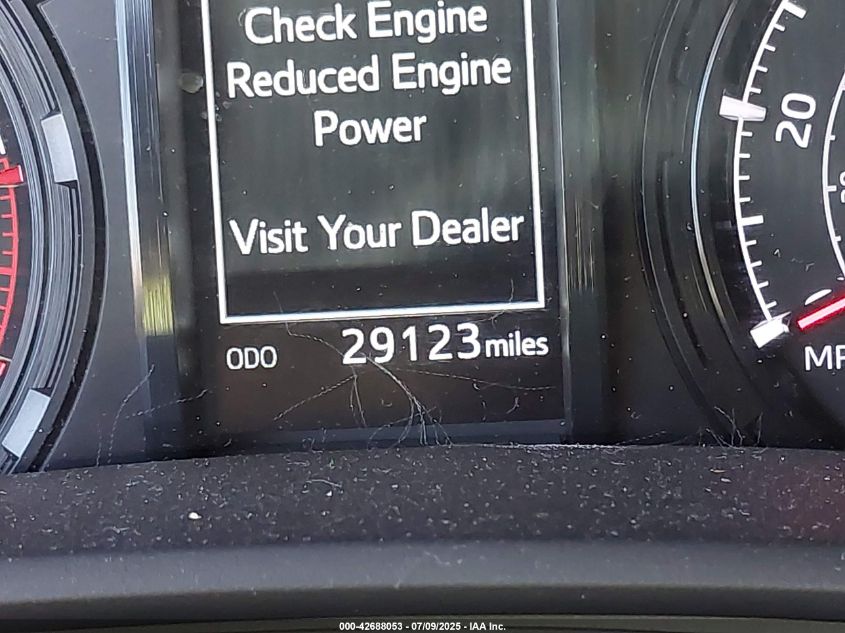 Check Engine
Reduced Engine
Power
Visit Your Dealer
ODO 29123 miles
20
000-42688053 - 07/09/2025 - IAA Inc.